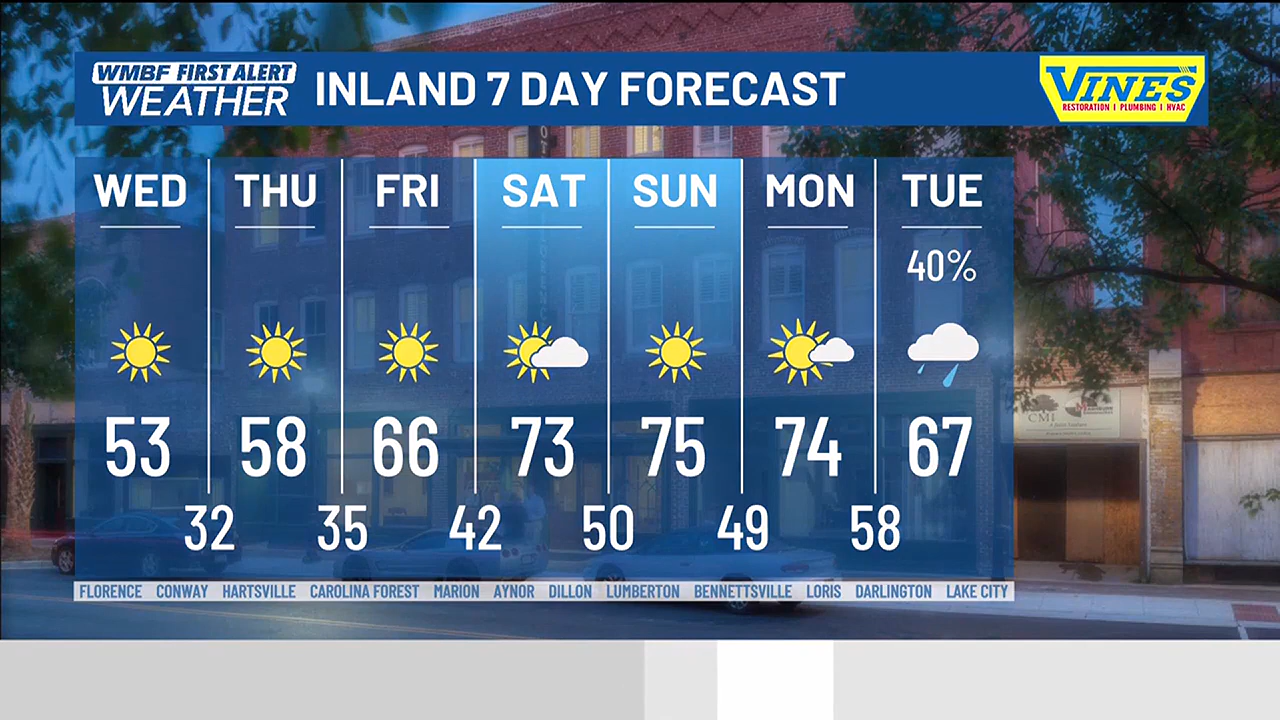 WMBF FIRST ALERT
WEATHER
INLAND 7 DAY FORECAST
VINES
RESTORATION | PLUMBING | HVAC
WED THU FRI SAT SUN MON TUE
40%
53 58 66 73 75 74 67
32 35 42 50 49 58
FLORENCE CONWAY HARTSVILLE CAROLINA FOREST MARION AYNOR DILLON LUMBERTON BENNETTSVILLE LORIS DARLINGTON LAKE CITY
CMI